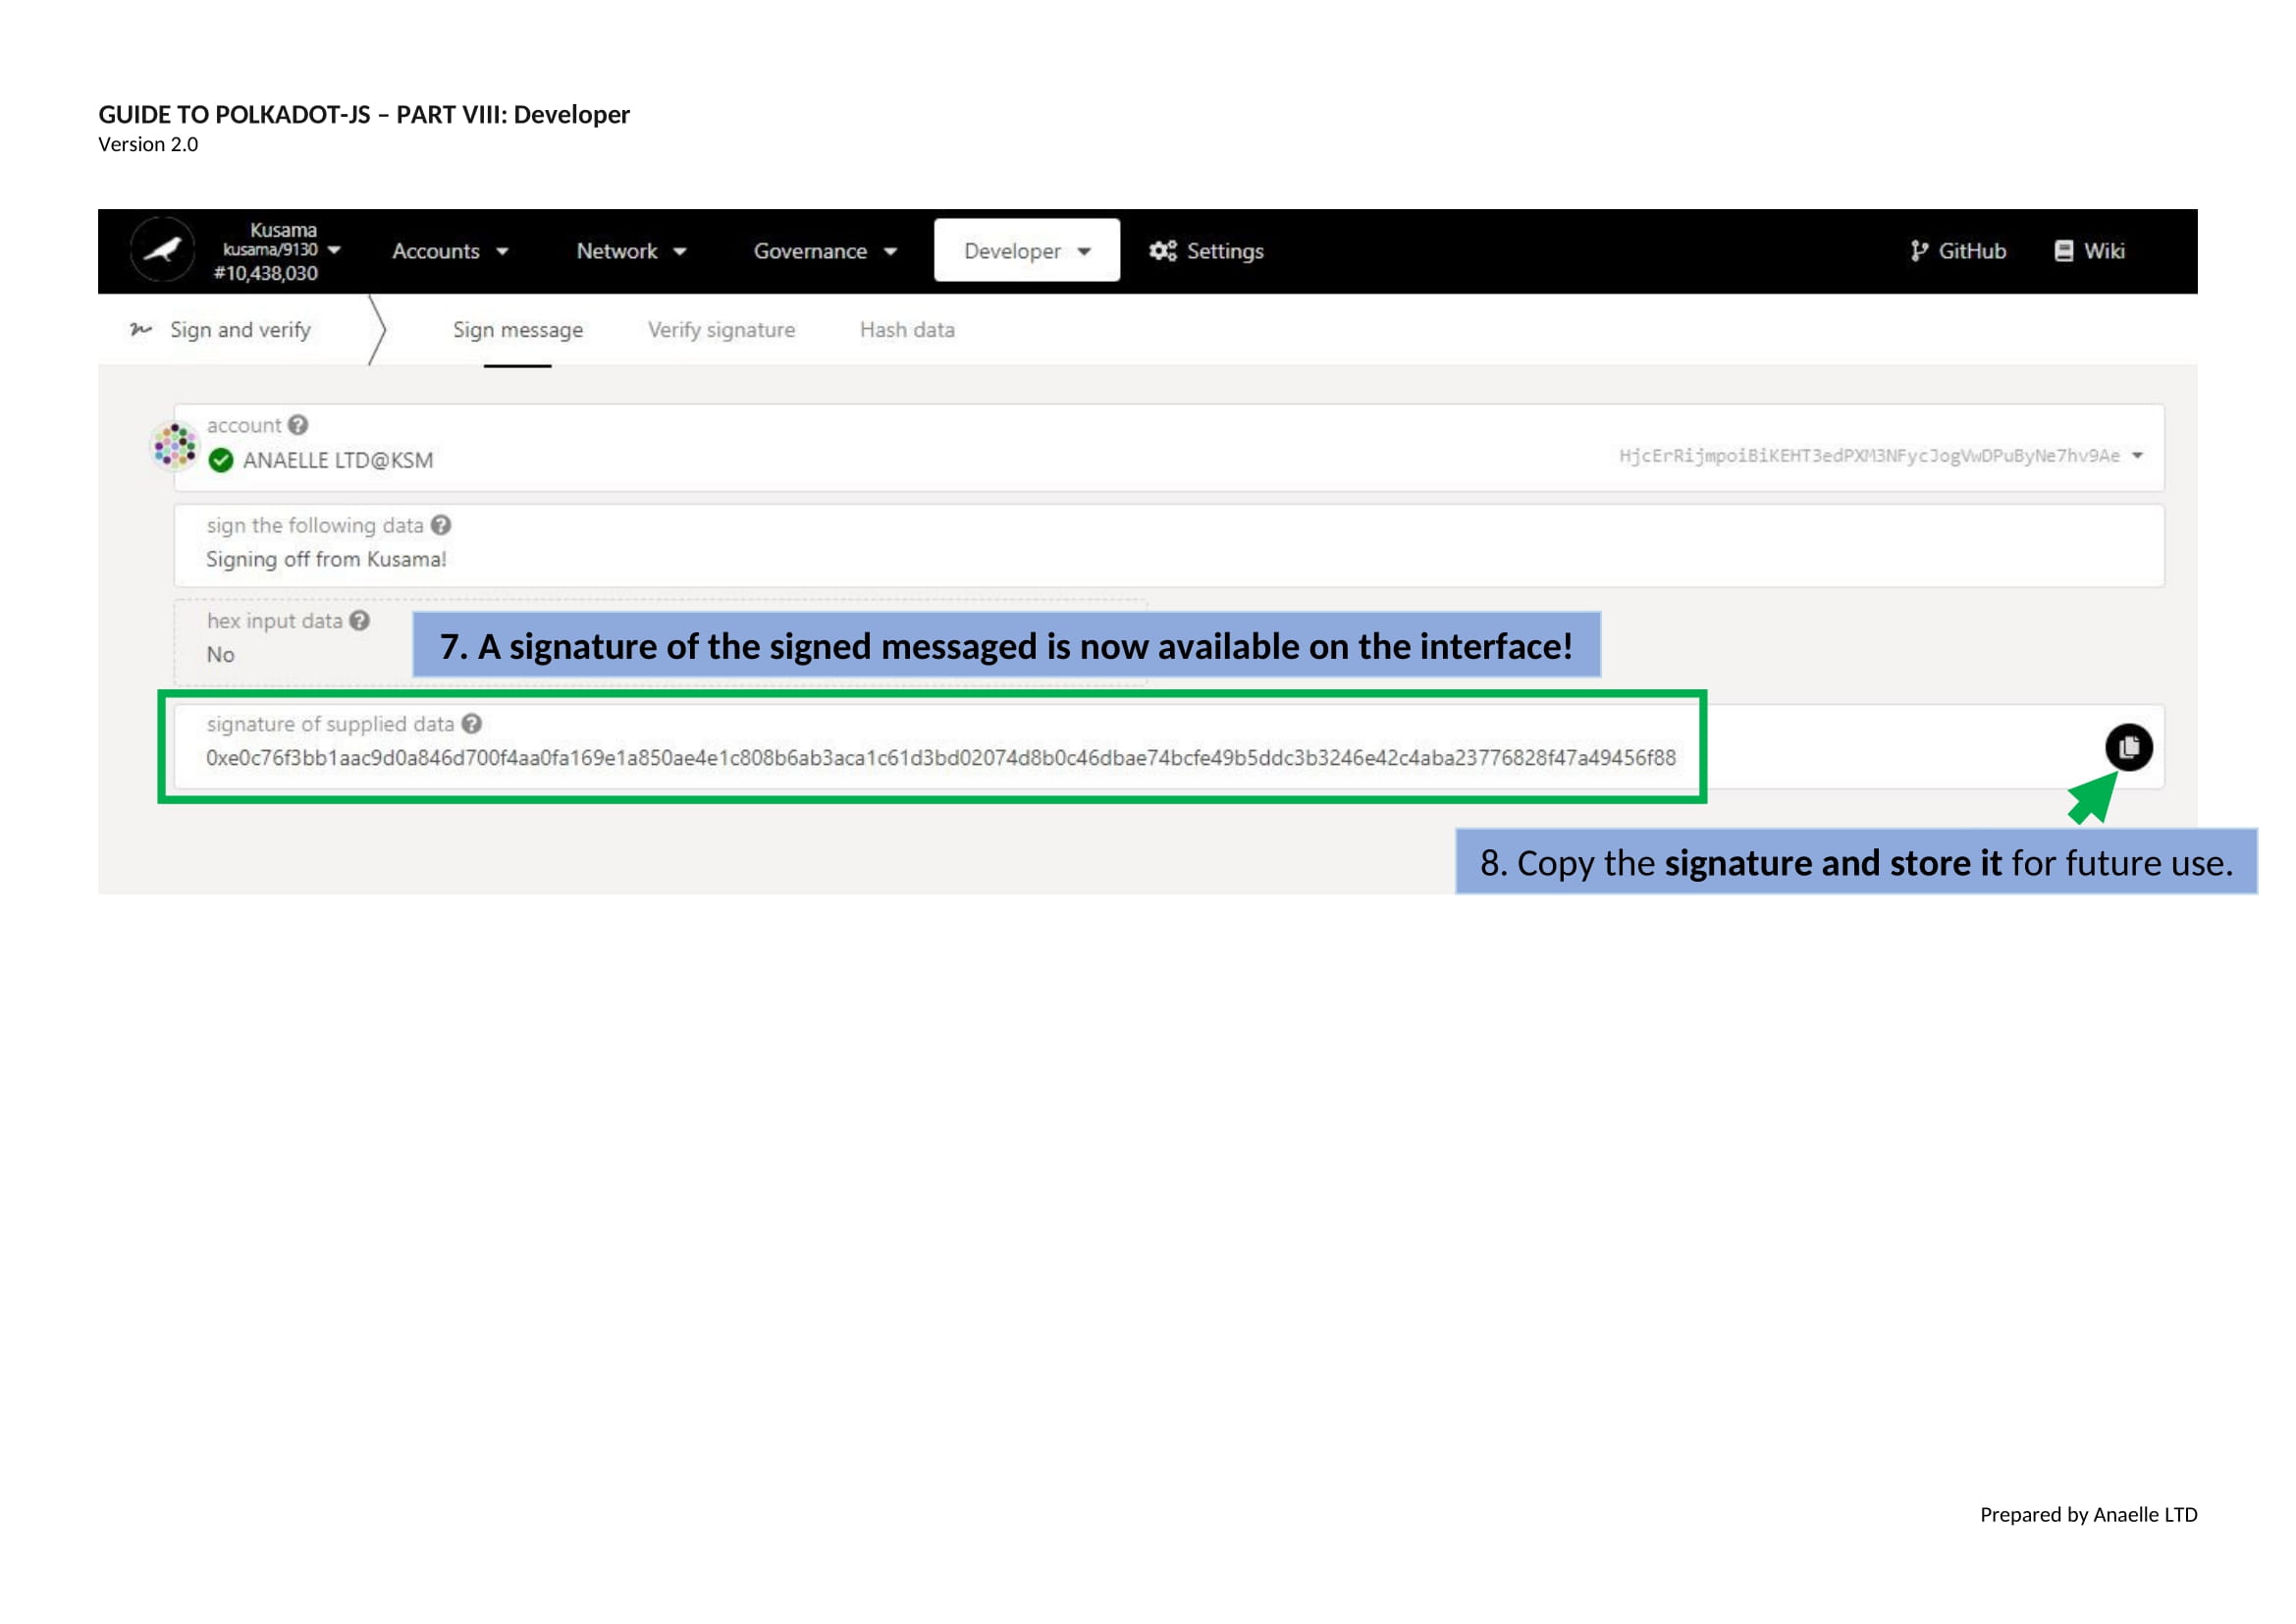 GUIDE TO POLKADOT-JS – PART VIII: Developer
Version 2.0
Kusama
kusama/9130
#10,438,030
Accounts
Network
Governance
Developer
Settings
GitHub
Wiki
Sign and verify
Sign message
Verify signature
Hash data
account
ANAELLE LTD@KSM
HjcErRijmpoiBiKEHT3edPXM3NFycJogVwDPuByNe7hv9Ae
sign the following data
Signing off from Kusama!
hex input data
No
7. A signature of the signed messaged is now available on the interface!
signature of supplied data
0xe0c76f3bb1aac9d0a846d700f4aa0fa169e1a850ae4e1c808b6ab3aca1c61d3bd02074d8b0c46dbae74bcfe49b5ddc3b3246e42c4aba23776828f47a49456f88
8. Copy the signature and store it for future use.
Prepared by Anaelle LTD